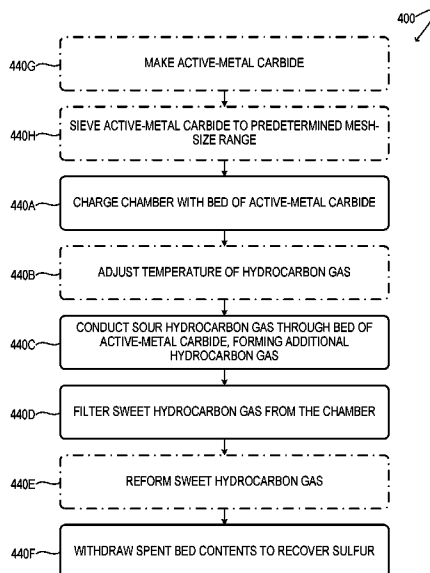 400
440G
MAKE ACTIVE-METAL CARBIDE
440H
SIEVE ACTIVE-METAL CARBIDE TO PREDETERMINED MESH-
SIZE RANGE
440A
CHARGE CHAMBER WITH BED OF ACTIVE-METAL CARBIDE
440B
ADJUST TEMPERATURE OF HYDROCARBON GAS
440C
CONDUCT SOUR HYDROCARBON GAS THROUGH BED OF
ACTIVE-METAL CARBIDE, FORMING ADDITIONAL
HYDROCARBON GAS
440D
FILTER SWEET HYDROCARBON GAS FROM THE CHAMBER
440E
REFORM SWEET HYDROCARBON GAS
440F
WITHDRAW SPENT BED CONTENTS TO RECOVER SULFUR